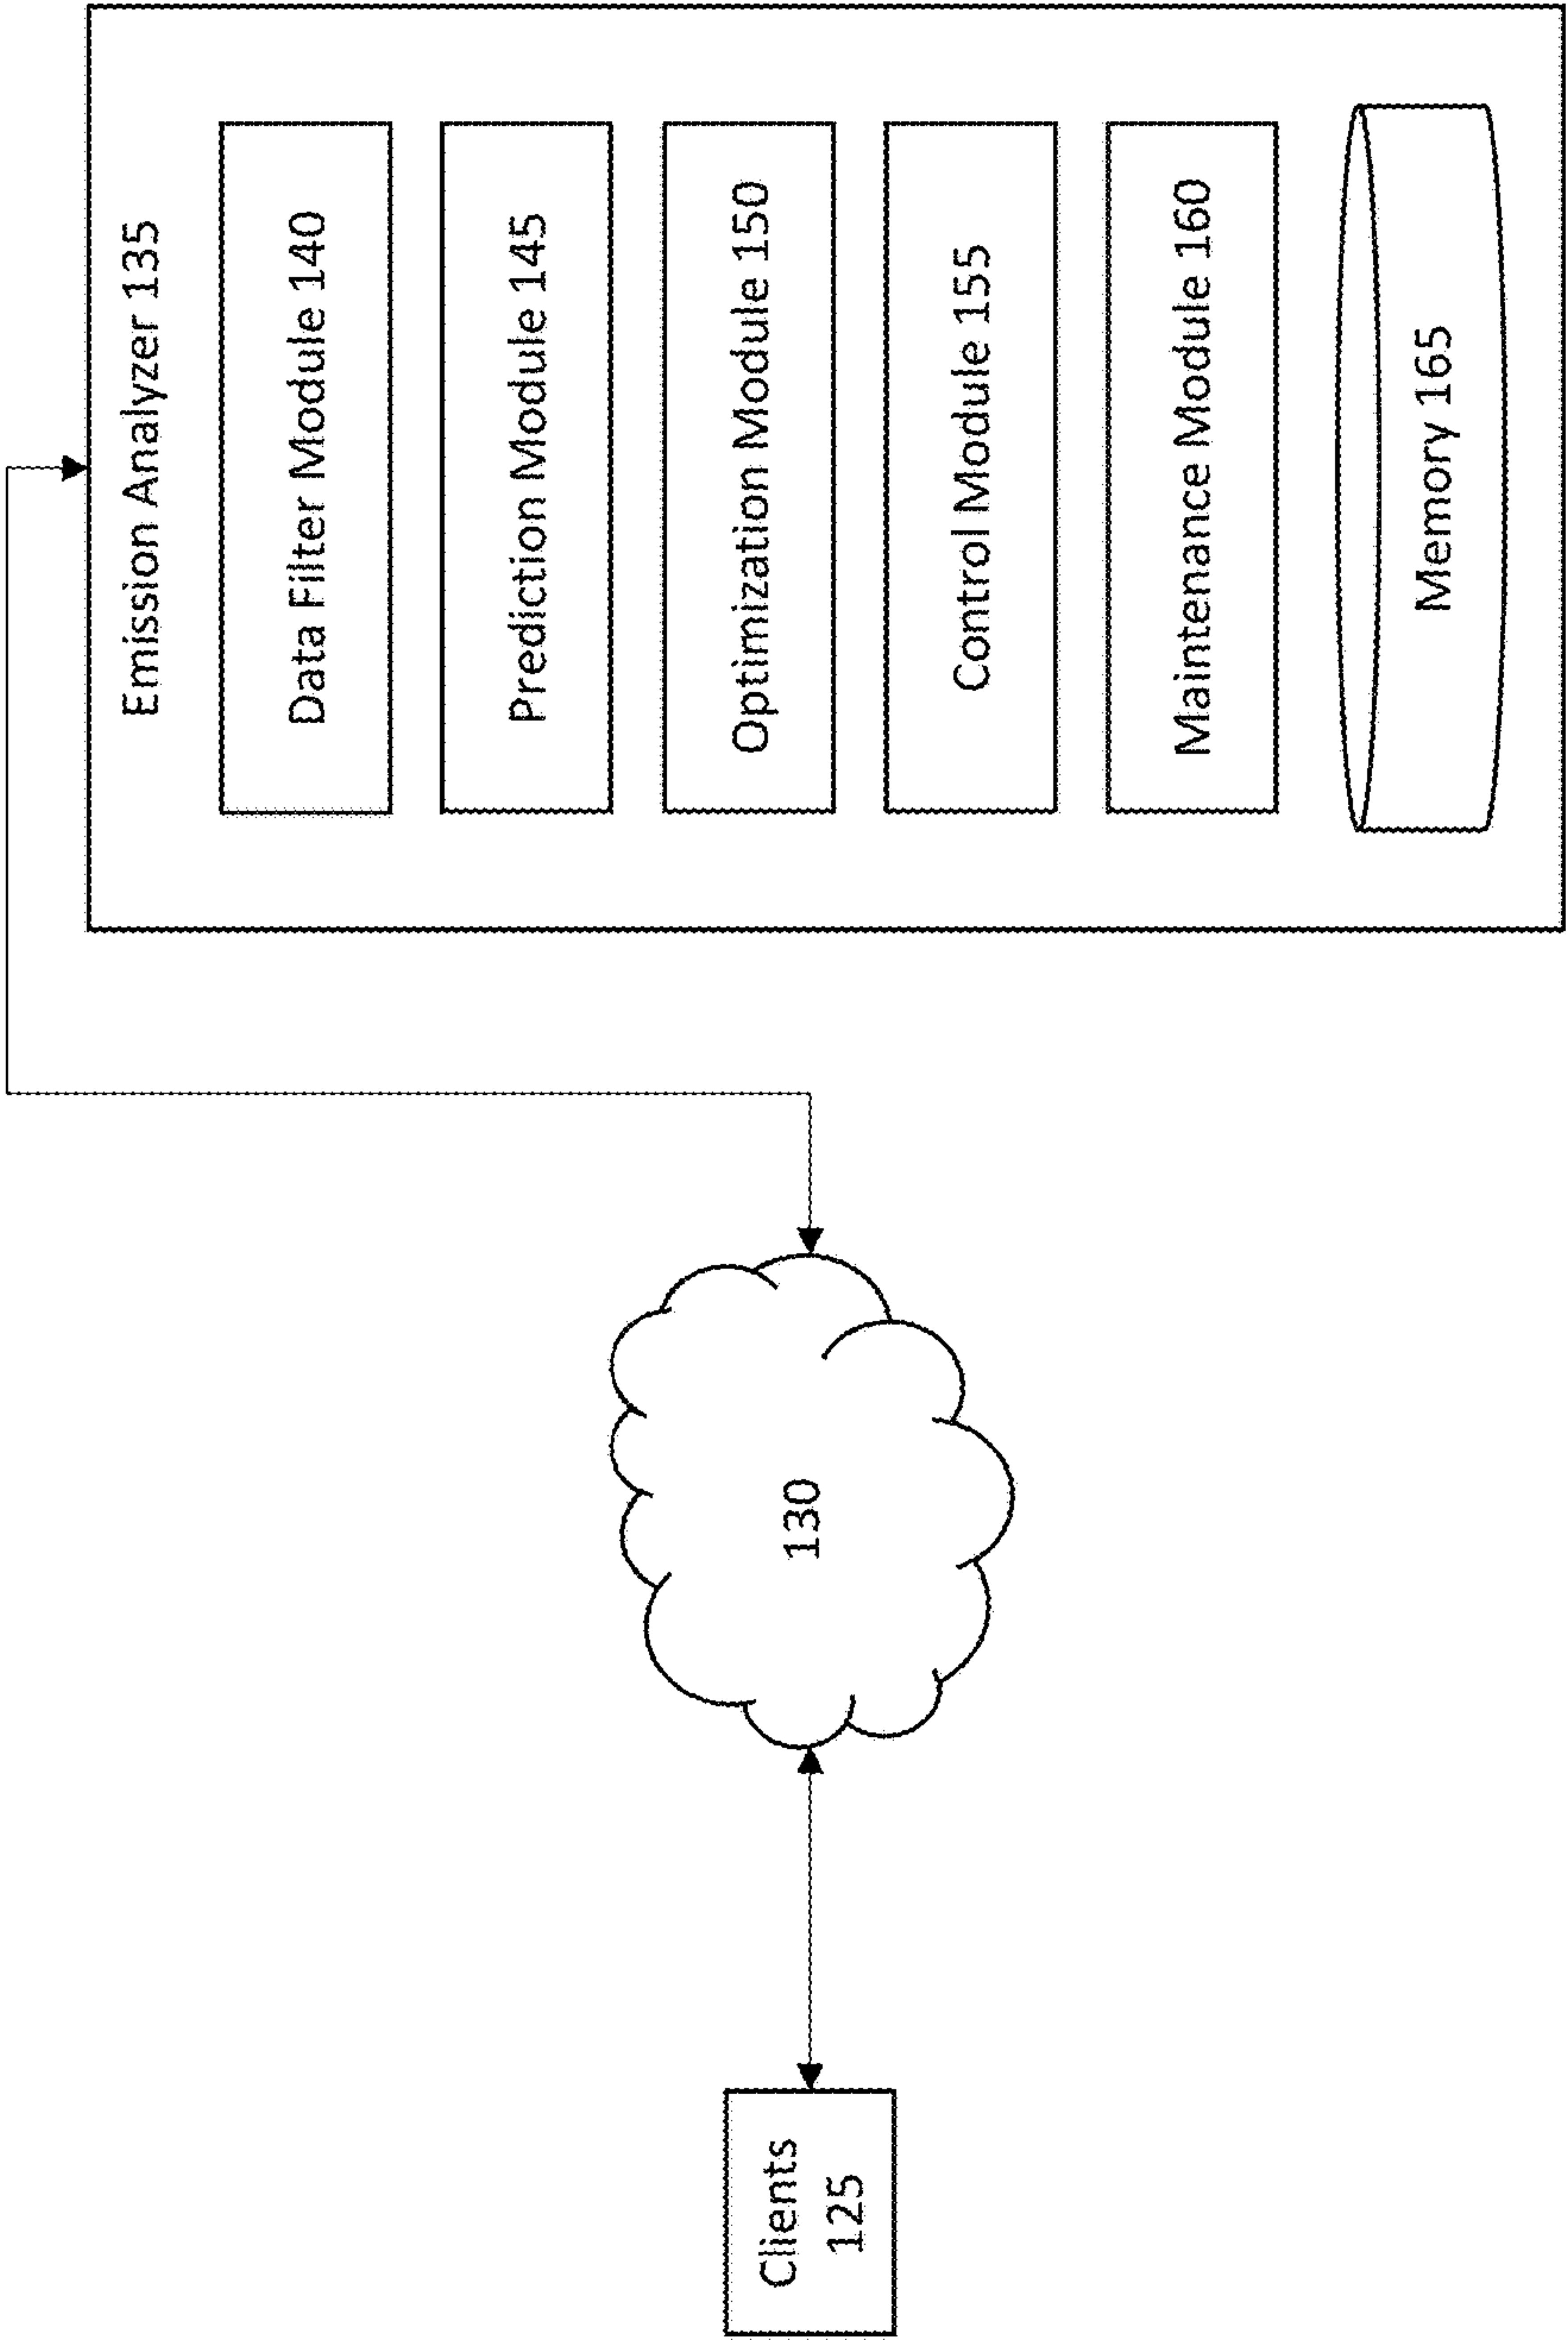 Clients
125
130
Emission Analyzer 135
Data Filter Module 140
Prediction Module 145
Optimization Module 150
Control Module 155
Maintenance Module 160
Memory 165